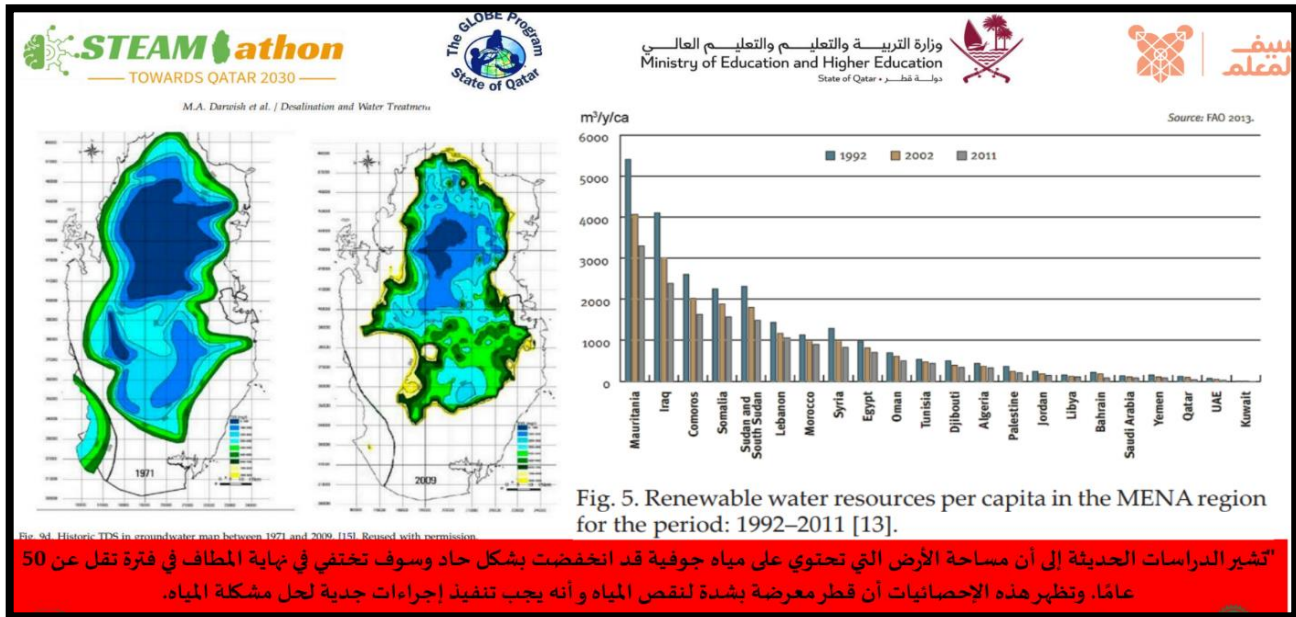 STEAM athon
TOWARDS QATAR 2030
The GLOBE Program
State of Qatar
وزارة التربيــــة والتعليــم والتعليـم العالــي
Ministry of Education and Higher Education
دولــة قطــر • State of Qatar
سيف
لمعلم
M.A. Darwish et al. / Desalination and Water Treatment
1971
2009
Fig. 9d. Historic TDS in groundwater map between 1971 and 2009. [15]. Reused with permission.
m³/y/ca
Source: FAO 2013.
1992
2002
2011
6000
5000
4000
3000
2000
1000
0
Mauritania
Iraq
Comoros
Somalia
Sudan and
South Sudan
Lebanon
Morocco
Syria
Egypt
Oman
Tunisia
Djibouti
Algeria
Palestine
Jordan
Libya
Bahrain
Saudi Arabia
Yemen
Qatar
UAE
Kuwait
Fig. 5. Renewable water resources per capita in the MENA region
for the period: 1992–2011 [13].
"تشير الدراسات الحديثة إلى أن مساحة الأرض التي تحتوي على مياه جوفية قد انخفضت بشكل حاد وسوف تختفي في نهاية المطاف في فترة تقل عن 50
عامًا. وتظهر هذه الإحصائيات أن قطر معرضة بشدة لنقص المياه و أنه يجب تنفيذ إجراءات جدية لحل مشكلة المياه.